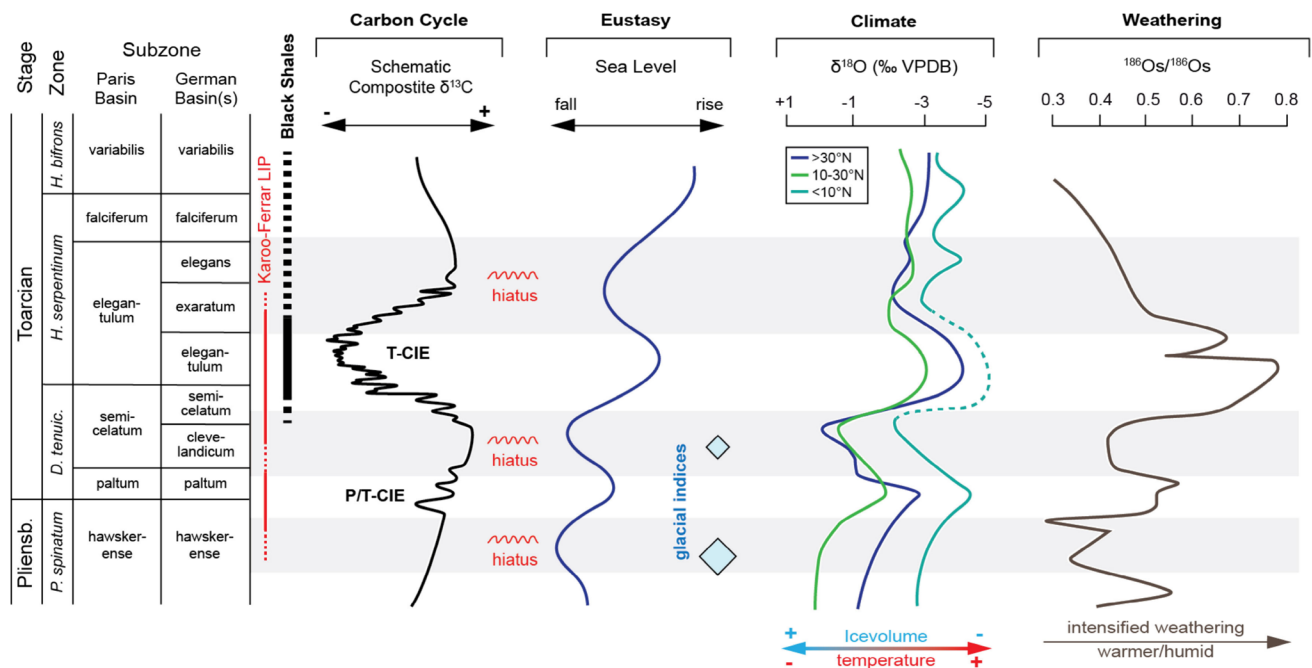 Carbon Cycle
Eustasy
Climate
Weathering
Stage
Zone
Subzone
Paris
Basin
German
Basin(s)
Black Shales
Schematic
Compostite δ¹³C
-
+
Sea Level
fall
rise
δ¹⁸O (‰ VPDB)
+1
-1
-3
-5
¹⁸⁶Os/¹⁸⁶Os
0.3
0.4
0.5
0.6
0.7
0.8
>30°N
10-30°N
<10°N
Toarcian
Pliensb.
H. bifrons
H. serpentinum
D. tenuic.
P. spinatum
variabilis
variabilis
falciferum
falciferum
elegan-
tulum
elegans
exaratum
elegan-
tulum
semi-
celatum
semi-
celatum
cleve-
landicum
paltum
paltum
hawsker-
ense
hawsker-
ense
Karoo-Ferrar LIP
T-CIE
P/T-CIE
hiatus
hiatus
hiatus
glacial indices
+
Icevolume
-
-
temperature
+
intensified weathering
warmer/humid